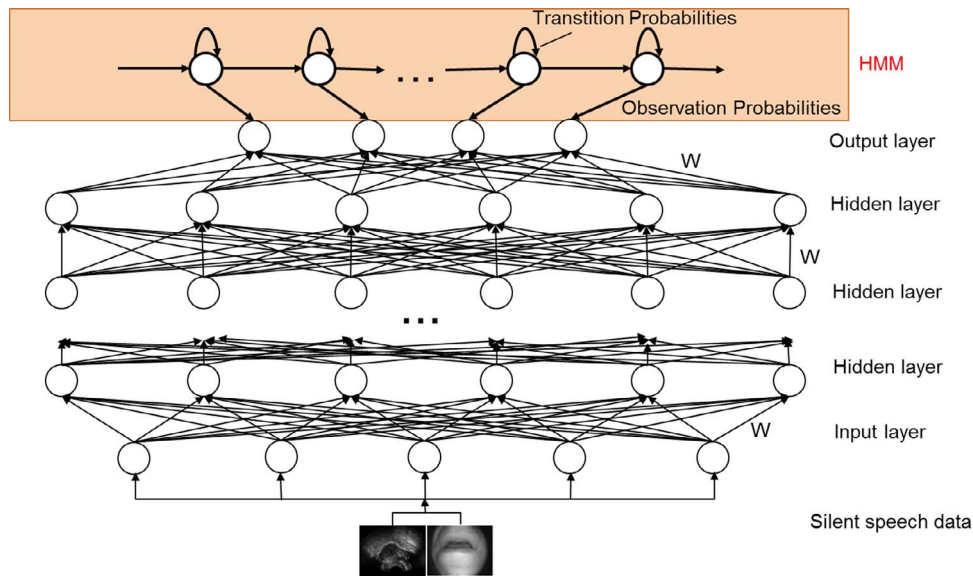 Transtition Probabilities
HMM
Observation Probabilities
Output layer
W
Hidden layer
W
Hidden layer
...
Hidden layer
W
Input layer
Silent speech data